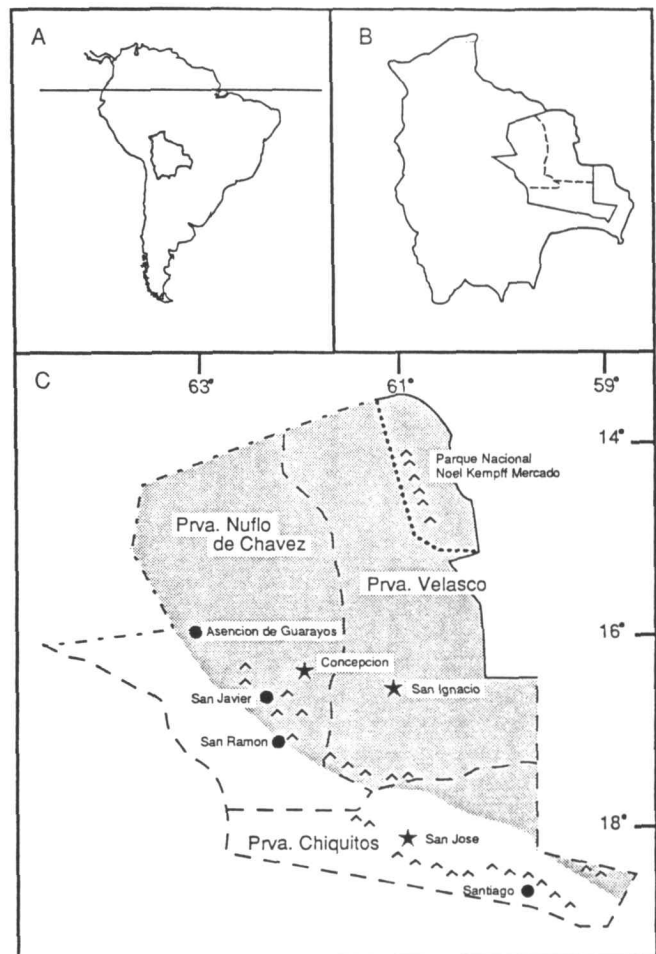 A
B
C
63°
61°
59°
14°
Parque Nacional
Noel Kempff Mercado
Prva. Nuflo
de Chavez
Prva. Velasco
16°
Asencion de Guarayos
Concepcion
San Ignacio
San Javier
San Ramon
18°
Prva. Chiquitos
San Jose
Santiago